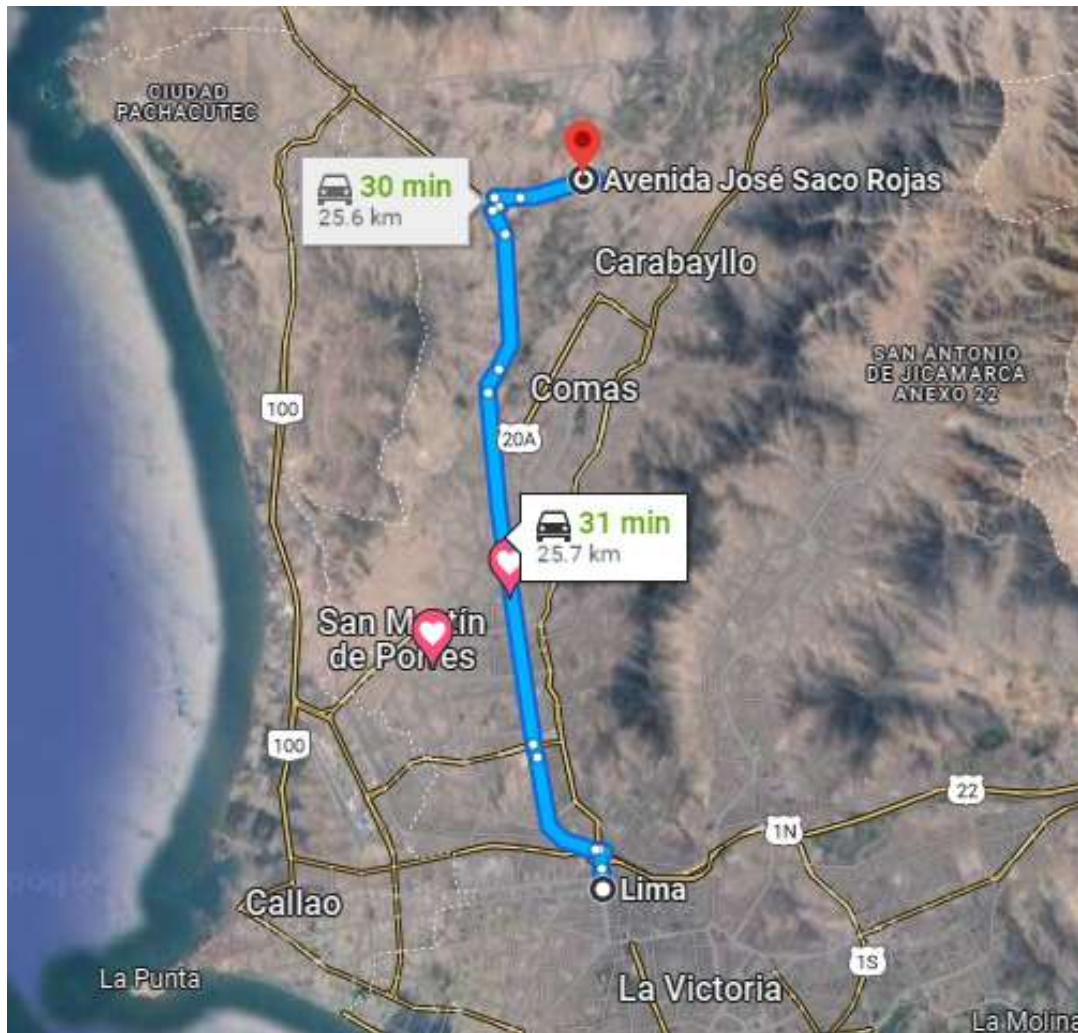 CIUDAD
PACHACUTEC
30 min
25.6 km
Avenida José Saco Rojas
Carabayllo
SAN ANTONIO
DE JICAMARCA
ANEXO 22
100
Comas
20A
31 min
25.7 km
San Martín
de Porres
100
22
1N
Lima
Callao
1S
La Punta
La Victoria
La Molina